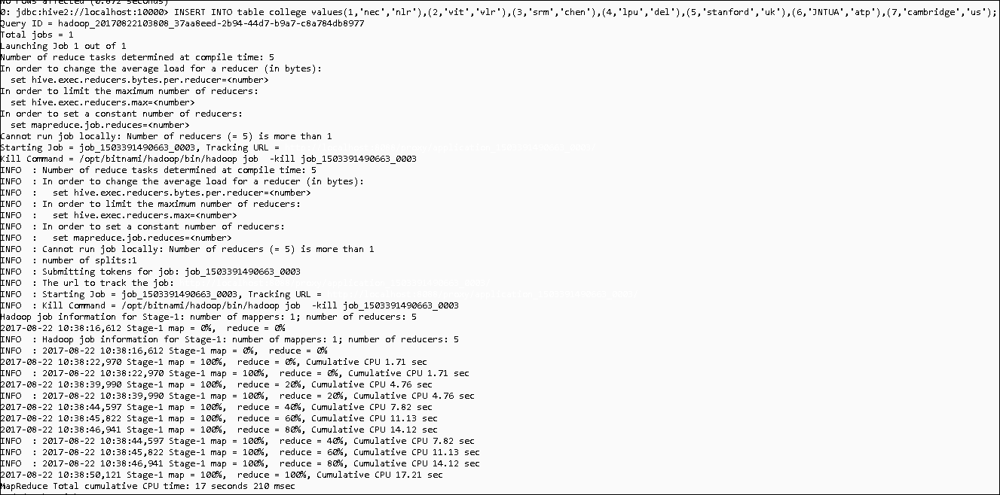 No rows affected (0.672 seconds)
0: jdbc:hive2://localhost:10000> INSERT INTO table college values(1,'nec','nlr'),(2,'vit','vlr'),(3,'srm','chen'),(4,'lpu','del'),(5,'stanford','uk'),(6,'JNTUA','atp'),(7,'cambridge','us');
Query ID = hadoop_20170822103808_37aa8eed-2b94-44d7-b9a7-c8a784db8977
Total jobs = 1
Launching Job 1 out of 1
Number of reduce tasks determined at compile time: 5
In order to change the average load for a reducer (in bytes):
  set hive.exec.reducers.bytes.per.reducer=<number>
In order to limit the maximum number of reducers:
  set hive.exec.reducers.max=<number>
In order to set a constant number of reducers:
  set mapreduce.job.reduces=<number>
Cannot run job locally: Number of reducers (= 5) is more than 1
Starting Job = job_1503391490663_0003, Tracking URL =
Kill Command = /opt/bitnami/hadoop/bin/hadoop job  -kill job_1503391490663_0003
INFO  : Number of reduce tasks determined at compile time: 5
INFO  : In order to change the average load for a reducer (in bytes):
INFO  :   set hive.exec.reducers.bytes.per.reducer=<number>
INFO  : In order to limit the maximum number of reducers:
INFO  :   set hive.exec.reducers.max=<number>
INFO  : In order to set a constant number of reducers:
INFO  :   set mapreduce.job.reduces=<number>
INFO  : Cannot run job locally: Number of reducers (= 5) is more than 1
INFO  : number of splits:1
INFO  : Submitting tokens for job: job_1503391490663_0003
INFO  : The url to track the job:
INFO  : Starting Job = job_1503391490663_0003, Tracking URL =
INFO  : Kill Command = /opt/bitnami/hadoop/bin/hadoop job  -kill job_1503391490663_0003
Hadoop job information for Stage-1: number of mappers: 1; number of reducers: 5
2017-08-22 10:38:16,612 Stage-1 map = 0%,  reduce = 0%
INFO  : Hadoop job information for Stage-1: number of mappers: 1; number of reducers: 5
INFO  : 2017-08-22 10:38:16,612 Stage-1 map = 0%,  reduce = 0%
2017-08-22 10:38:22,970 Stage-1 map = 100%,  reduce = 0%, Cumulative CPU 1.71 sec
INFO  : 2017-08-22 10:38:22,970 Stage-1 map = 100%,  reduce = 0%, Cumulative CPU 1.71 sec
2017-08-22 10:38:39,990 Stage-1 map = 100%,  reduce = 20%, Cumulative CPU 4.76 sec
INFO  : 2017-08-22 10:38:39,990 Stage-1 map = 100%,  reduce = 20%, Cumulative CPU 4.76 sec
2017-08-22 10:38:44,597 Stage-1 map = 100%,  reduce = 40%, Cumulative CPU 7.82 sec
2017-08-22 10:38:45,822 Stage-1 map = 100%,  reduce = 60%, Cumulative CPU 11.13 sec
2017-08-22 10:38:46,941 Stage-1 map = 100%,  reduce = 80%, Cumulative CPU 14.12 sec
INFO  : 2017-08-22 10:38:44,597 Stage-1 map = 100%,  reduce = 40%, Cumulative CPU 7.82 sec
INFO  : 2017-08-22 10:38:45,822 Stage-1 map = 100%,  reduce = 60%, Cumulative CPU 11.13 sec
INFO  : 2017-08-22 10:38:46,941 Stage-1 map = 100%,  reduce = 80%, Cumulative CPU 14.12 sec
2017-08-22 10:38:50,121 Stage-1 map = 100%,  reduce = 100%, Cumulative CPU 17.21 sec
MapReduce Total cumulative CPU time: 17 seconds 210 msec